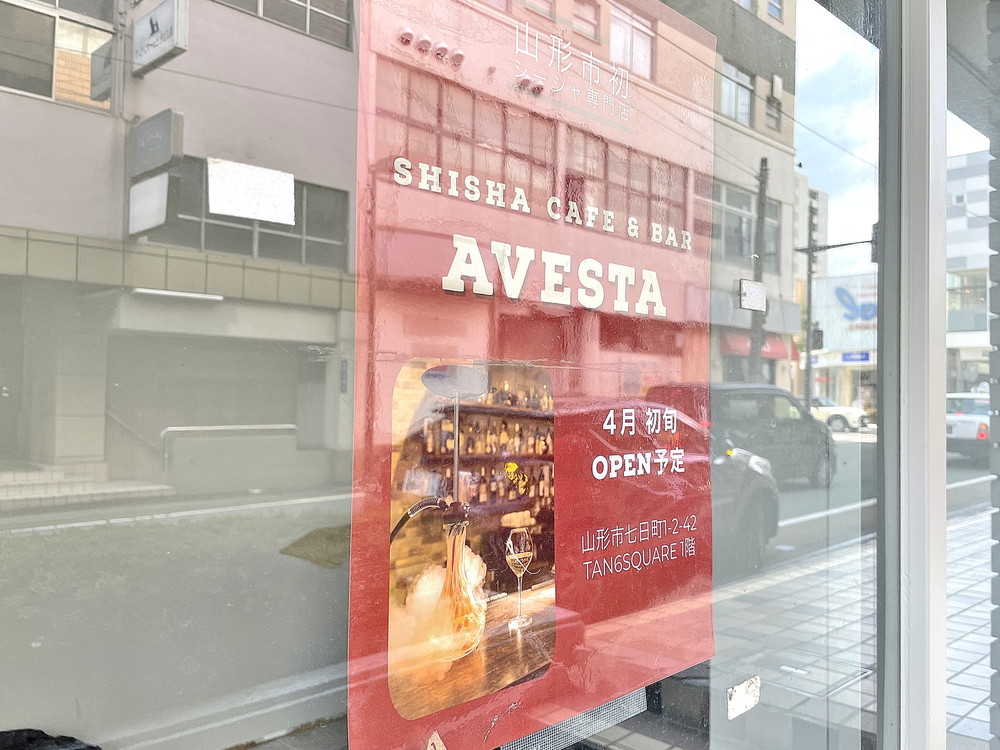 山形市初
シーシャ専門店
SHISHA CAFE & BAR
AVESTA
4月 初旬
OPEN予定
山形市七日町1-2-42
TAN6SQUARE 1階